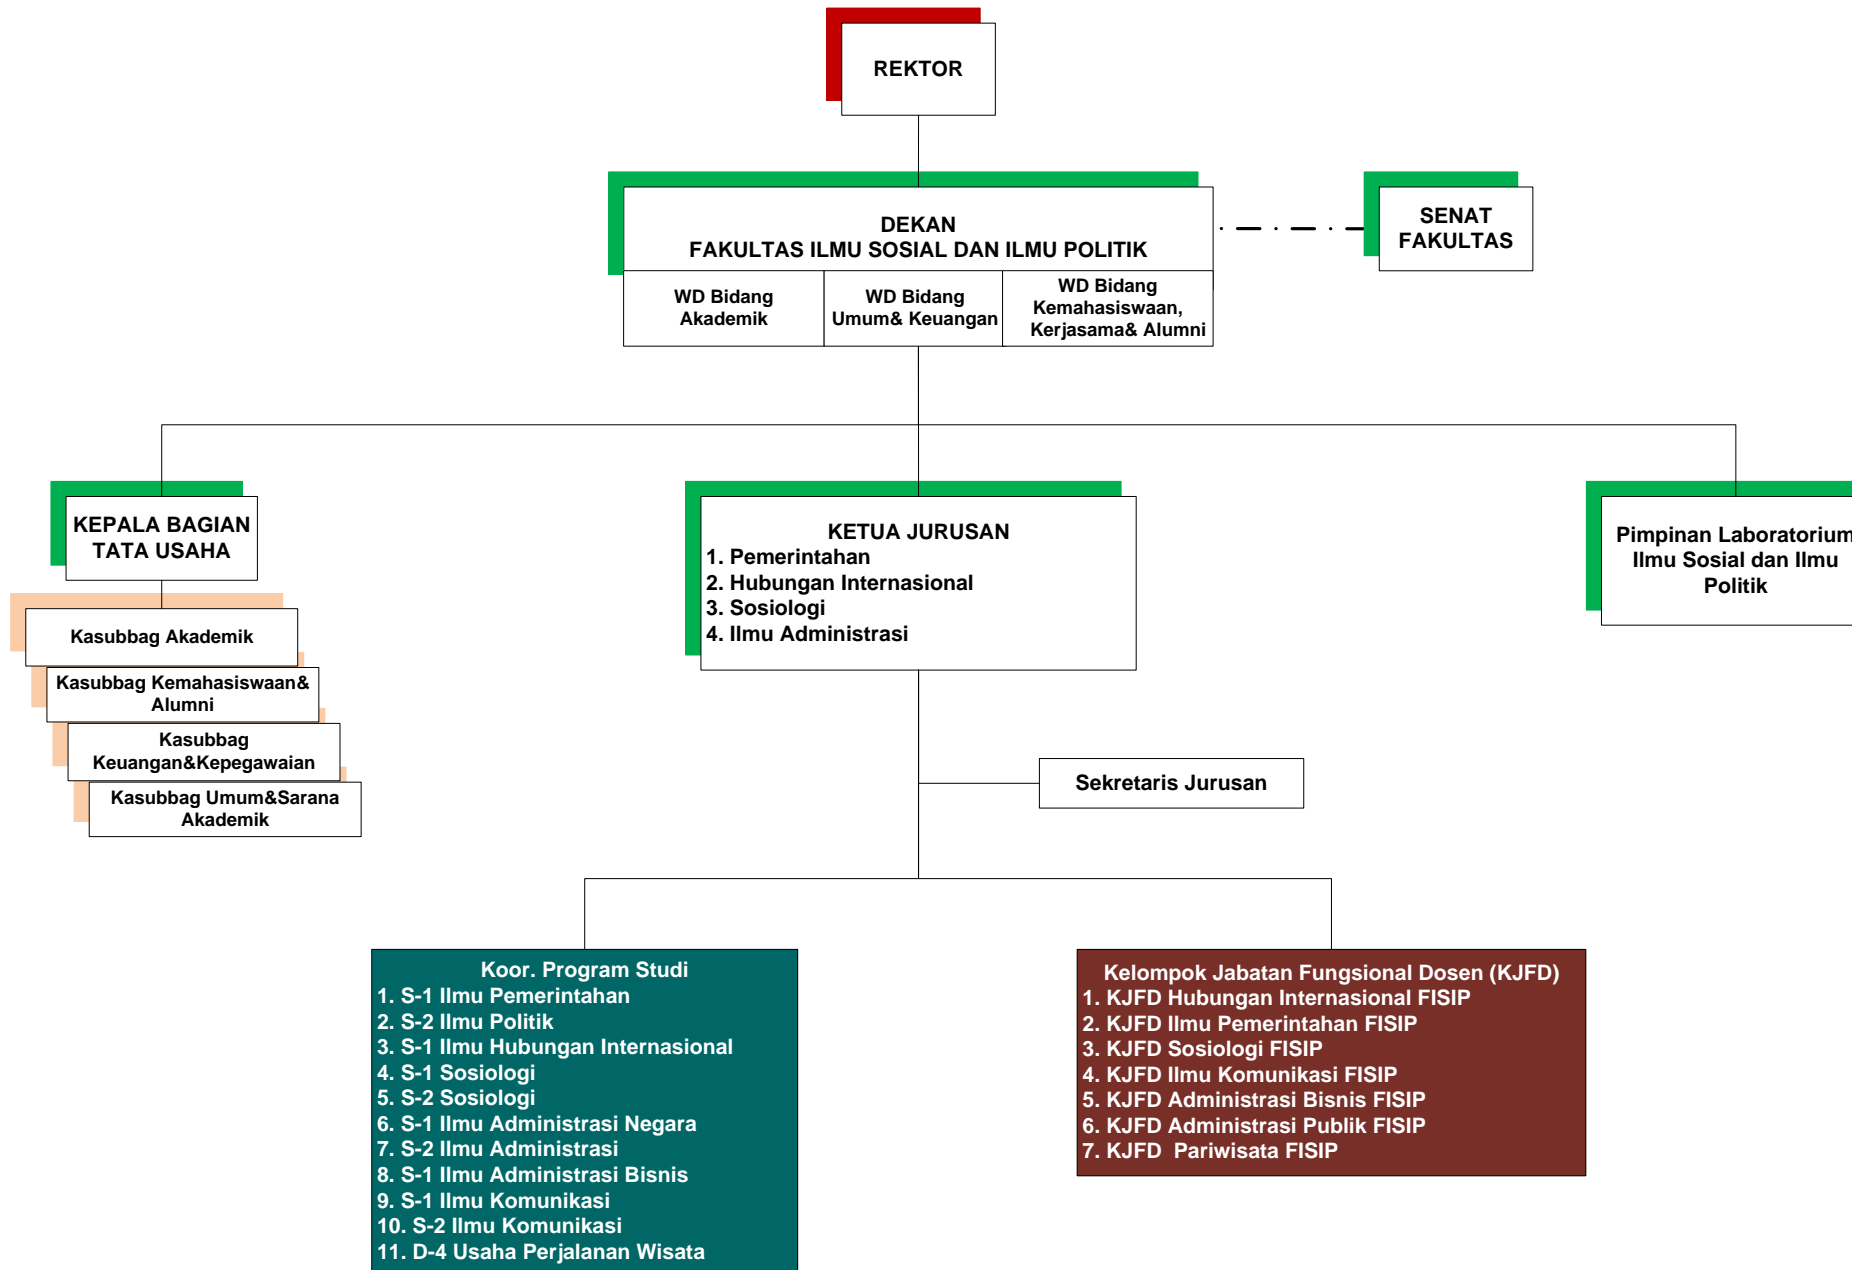 REKTOR
DEKAN
FAKULTAS ILMU SOSIAL DAN ILMU POLITIK
SENAT
FAKULTAS
WD Bidang
Akademik
WD Bidang
Umum& Keuangan
WD Bidang
Kemahasiswaan,
Kerjasama& Alumni
KEPALA BAGIAN
TATA USAHA
Kasubbag Akademik
Kasubbag Kemahasiswaan&
Alumni
Kasubbag
Keuangan&Kepegawaian
Kasubbag Umum&Sarana
Akademik
KETUA JURUSAN
1. Pemerintahan
2. Hubungan Internasional
3. Sosiologi
4. Ilmu Administrasi
Pimpinan Laboratorium
Ilmu Sosial dan Ilmu
Politik
Sekretaris Jurusan
Koor. Program Studi
1. S-1 Ilmu Pemerintahan
2. S-2 Ilmu Politik
3. S-1 Ilmu Hubungan Internasional
4. S-1 Sosiologi
5. S-2 Sosiologi
6. S-1 Ilmu Administrasi Negara
7. S-2 Ilmu Administrasi
8. S-1 Ilmu Administrasi Bisnis
9. S-1 Ilmu Komunikasi
10. S-2 Ilmu Komunikasi
11. D-4 Usaha Perjalanan Wisata
Kelompok Jabatan Fungsional Dosen (KJFD)
1. KJFD Hubungan Internasional FISIP
2. KJFD Ilmu Pemerintahan FISIP
3. KJFD Sosiologi FISIP
4. KJFD Ilmu Komunikasi FISIP
5. KJFD Administrasi Bisnis FISIP
6. KJFD Administrasi Publik FISIP
7. KJFD  Pariwisata FISIP